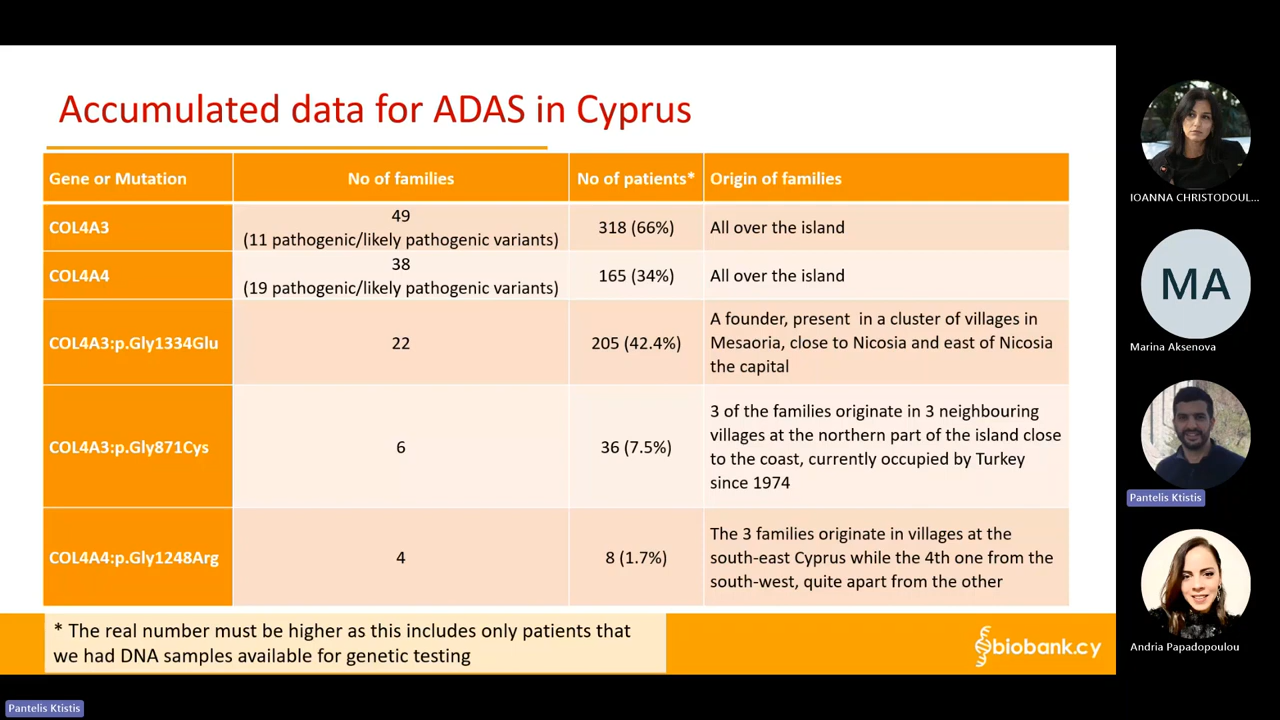 Accumulated data for ADAS in Cyprus
Gene or Mutation
No of families
No of patients*
Origin of families
COL4A3
49
(11 pathogenic/likely pathogenic variants)
318 (66%)
All over the island
COL4A4
38
(19 pathogenic/likely pathogenic variants)
165 (34%)
All over the island
COL4A3:p.Gly1334Glu
22
205 (42.4%)
A founder, present in a cluster of villages in
Mesaoria, close to Nicosia and east of Nicosia
the capital
COL4A3:p.Gly871Cys
6
36 (7.5%)
3 of the families originate in 3 neighbouring
villages at the northern part of the island close
to the coast, currently occupied by Turkey
since 1974
COL4A4:p.Gly1248Arg
4
8 (1.7%)
The 3 families originate in villages at the
south-east Cyprus while the 4th one from the
south-west, quite apart from the other
* The real number must be higher as this includes only patients that
we had DNA samples available for genetic testing
biobank.cy
IOANNA CHRISTODOUL...
MA
Marina Aksenova
Pantelis Ktistis
Andria Papadopoulou
Pantelis Ktistis